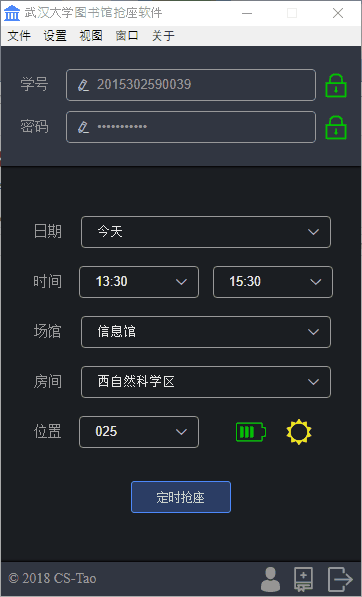 武汉大学图书馆抢座软件
文件 设置 视图 窗口 关于
学号 2015302590039
密码 •••••••••••
日期 今天
时间 13:30 15:30
场馆 信息馆
房间 西自然科学区
位置 025
定时抢座
© 2018 CS-Tao